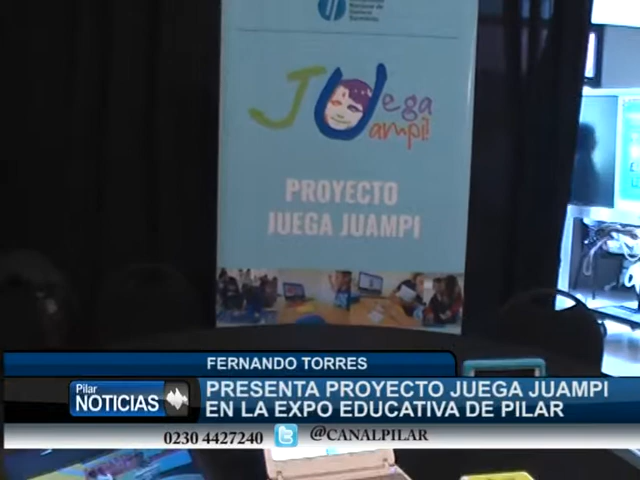 Juega
Juampi!
PROYECTO
JUEGA JUAMPI
FERNANDO TORRES
Pilar
NOTICIAS
PRESENTA PROYECTO JUEGA JUAMPI
EN LA EXPO EDUCATIVA DE PILAR
0230 4427240 @CANALPILAR